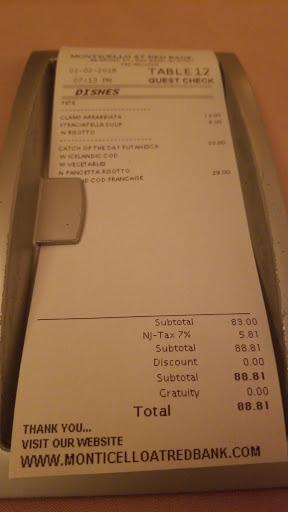 MONTICELLO AT RED BANK
02-02-2018 TABLE 12
07:13 PM GUEST CHECK
DISHES
CLAMS ARRABBIATA
STRACIATELLA SOUP
N RISOTTO
CATCH OF THE DAY PUTANESCA
W ICELANDIC COD
W VEGETABLES
N PANCETTA RISOTTO 29.00
COD FRANCAISE
Subtotal 83.00
NJ-Tax 7% 5.81
Subtotal 88.81
Discount 0.00
Subtotal 88.81
Gratuity 0.00
Total 88.81
THANK YOU...
VISIT OUR WEBSITE
WWW.MONTICELLOATREDBANK.COM